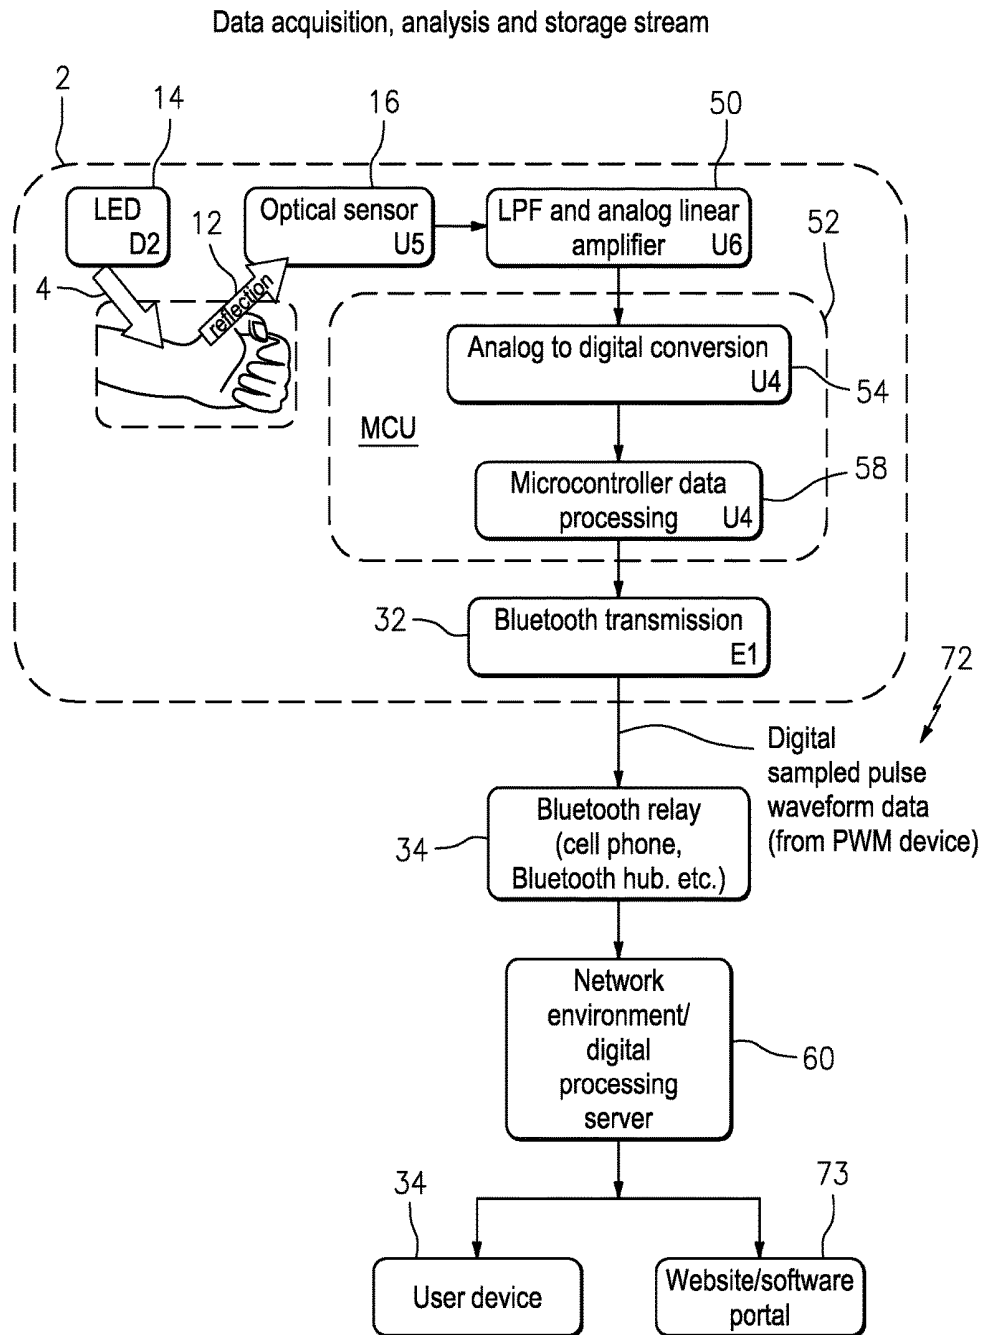 Data acquisition, analysis and storage stream
2
14
16
50
LED
D2
12
Optical sensor
U5
LPF and analog linear
amplifier
U6
52
4
reflection
Analog to digital conversion
U4
54
MCU
58
Microcontroller data
processing
U4
32
Bluetooth transmission
E1
72
Digital
sampled pulse
waveform data
(from PWM device)
34
Bluetooth relay
(cell phone,
Bluetooth hub. etc.)
Network
environment/
digital
processing
server
60
34
73
User device
Website/software
portal